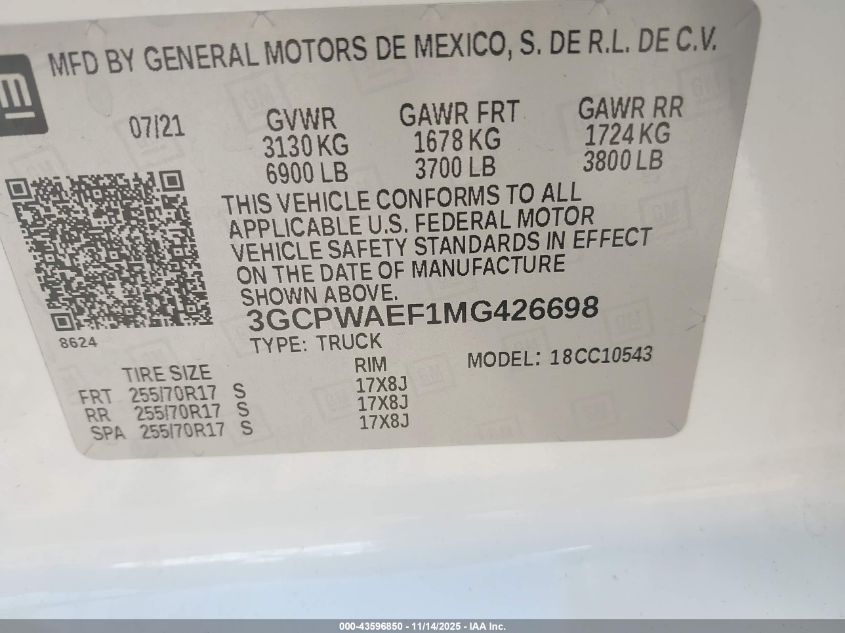 MFD BY GENERAL MOTORS DE MEXICO, S. DE R.L. DE C.V.
GM
07/21 GVWR GAWR FRT GAWR RR
3130 KG 1678 KG 1724 KG
6900 LB 3700 LB 3800 LB
THIS VEHICLE CONFORMS TO ALL
APPLICABLE U.S. FEDERAL MOTOR
VEHICLE SAFETY STANDARDS IN EFFECT
ON THE DATE OF MANUFACTURE
SHOWN ABOVE.
3GCPWAEF1MG426698
8624
TYPE: TRUCK MODEL: 18CC10543
TIRE SIZE RIM
FRT 255/70R17 S 17X8J
RR 255/70R17 S 17X8J
SPA 255/70R17 S 17X8J
000-43596850 - 11/14/2025 - IAA Inc.